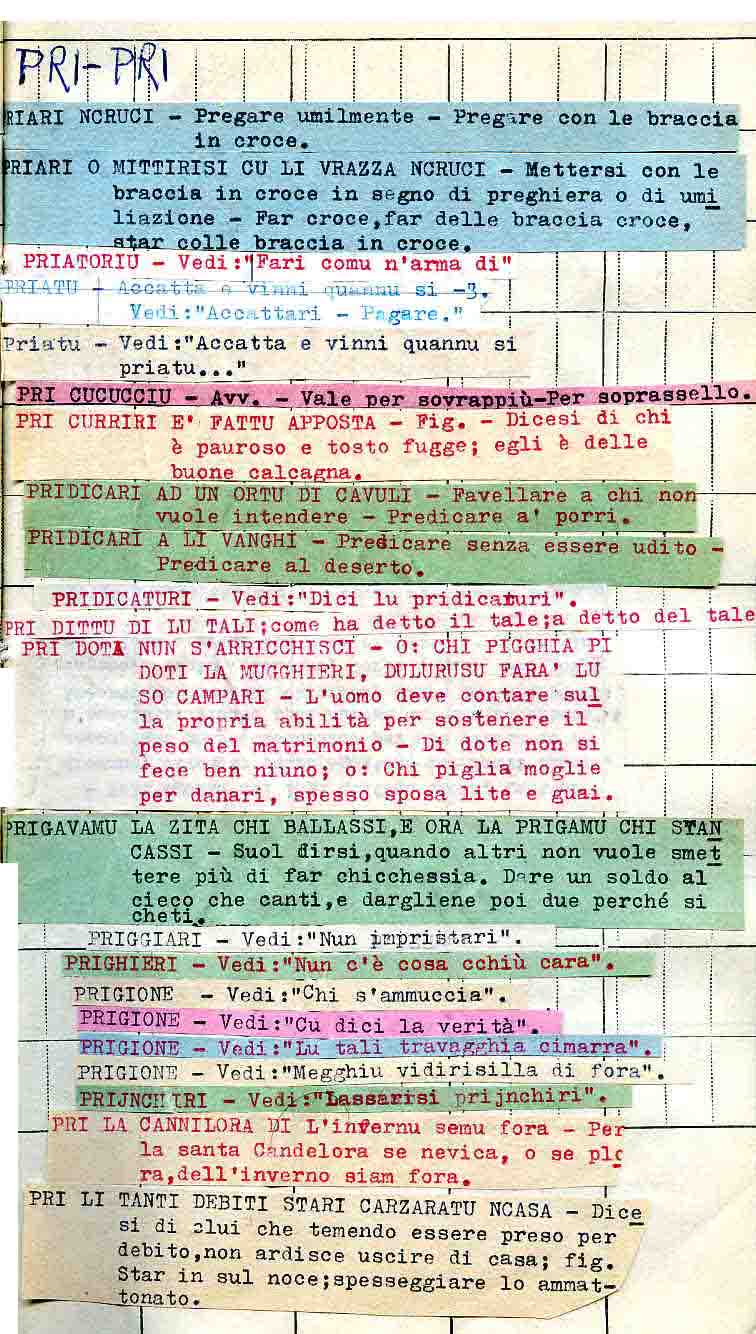 PRI-PRI
RIARI NCRUCI - Pregare umilmente - Pregare con le braccia
in croce.
PRIARI O MITTIRISI CU LI VRAZZA NCRUCI - Mettersi con le
braccia in croce in segno di preghiera o di umi
liazione - Far croce,far delle braccia croce,
star colle braccia in croce.
PRIATORIU - Vedi:"Fari comu n'arma di"
PRIATU - Accatta e vinni quannu si -3.
Vedi:"Accattari - Pagare."
Priatu - Vedi:"Accatta e vinni quannu si
priatu..."
PRI CUCUCCIU - Avv. - Vale per sovrappiù-Per soprassello.
PRI CURRIRI E' FATTU APPOSTA - Fig. - Dicesi di chi
è pauroso e tosto fugge; egli è delle
buone calcagna.
PRIDICARI AD UN ORTU DI CAVULI - Favellare a chi non
vuole intendere - Predicare a' porri.
PRIDICARI A LI VANGHI - Predicare senza essere udito -
Predicare al deserto.
PRIDICATURI - Vedi:"Dici lu pridicaturi".
PRI DITTU DI LU TALI;come ha detto il tale;a detto del tale
PRI DOTI NUN S'ARRICCHISCI - O: CHI PIGGHIA PI
DOTI LA MUGGHIERI, DULURUSU FARA' LU
SO CAMPARI - L'uomo deve contare sul
la propria abilità per sostenere il
peso del matrimonio - Di dote non si
fece ben niuno; o: Chi piglia moglie
per danari, spesso sposa lite e guai.
PRIGAVAMU LA ZITA CHI BALLASSI,E ORA LA PRIGAMU CHI STAN
CASSI - Suol dirsi,quando altri non vuole smet
tere più di far chicchessia. Dare un soldo al
cieco che canti,e dargliene poi due perché si
cheti.
PRIGGIARI - Vedi:"Nun impristari".
PRIGHIERI - Vedi:"Nun c'è cosa cchiù cara".
PRIGIONE - Vedi:"Chi s'ammuccia".
PRIGIONE - Vedi:"Cu dici la verità".
PRIGIONE - Vedi:"Lu tali travagghia cimarra".
PRIGIONE - Vedi:"Megghiu vidirisilla di fora".
PRIJNCHIRI - Vedi:"Lassarisi prijnchiri".
PRI LA CANNILORA DI L'infernu semu fora - Per
la santa Candelora se nevica, o se plo
ra,dell'inverno siam fora.
PRI LI TANTI DEBITI STARI CARZARATU NCASA - Dice
si di clui che temendo essere preso per
debito,non ardisce uscire di casa; fig.
Star in sul noce;spesseggiare lo ammat-
tonato.